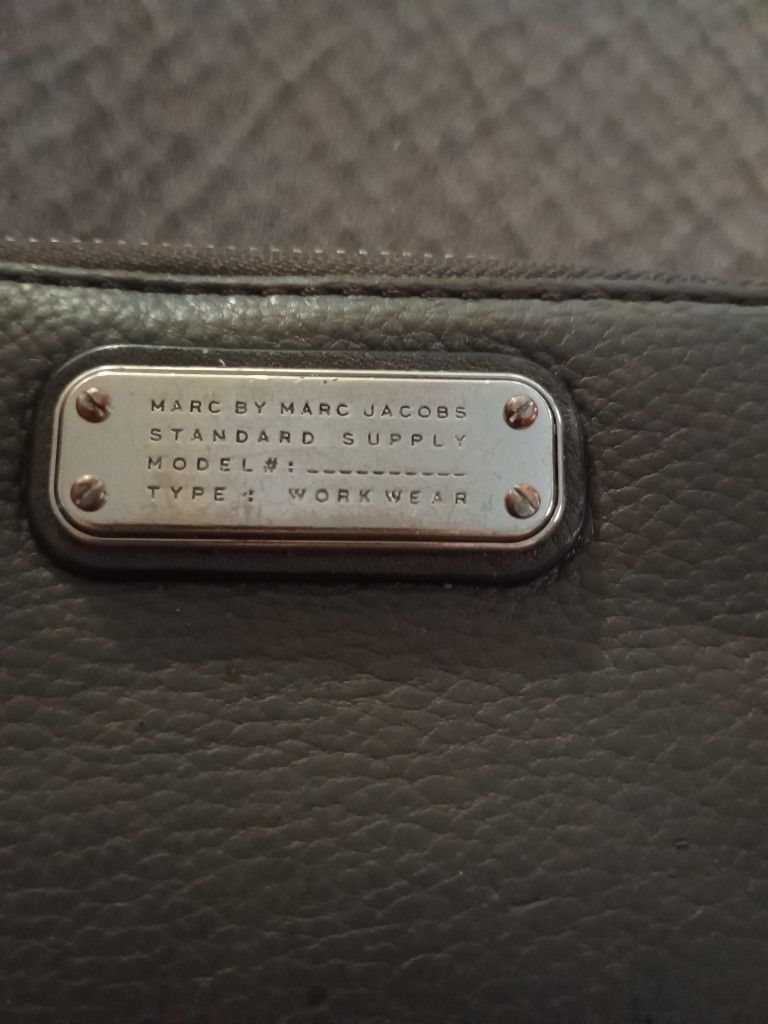 MARC BY MARC JACOBS
STANDARD SUPPLY
MODEL#: __________
TYPE : WORKWEAR